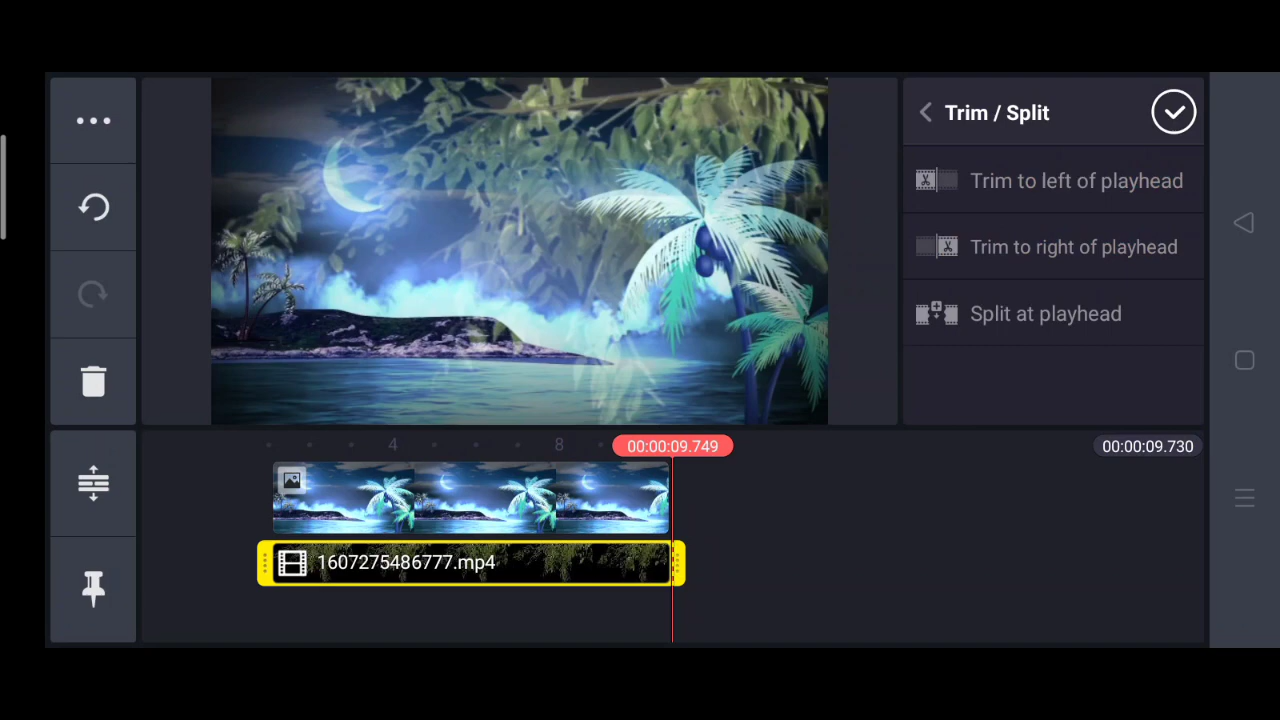 Trim / Split
Trim to left of playhead
Trim to right of playhead
Split at playhead
4
8
00:00:09.749
00:00:09.730
1607275486777.mp4